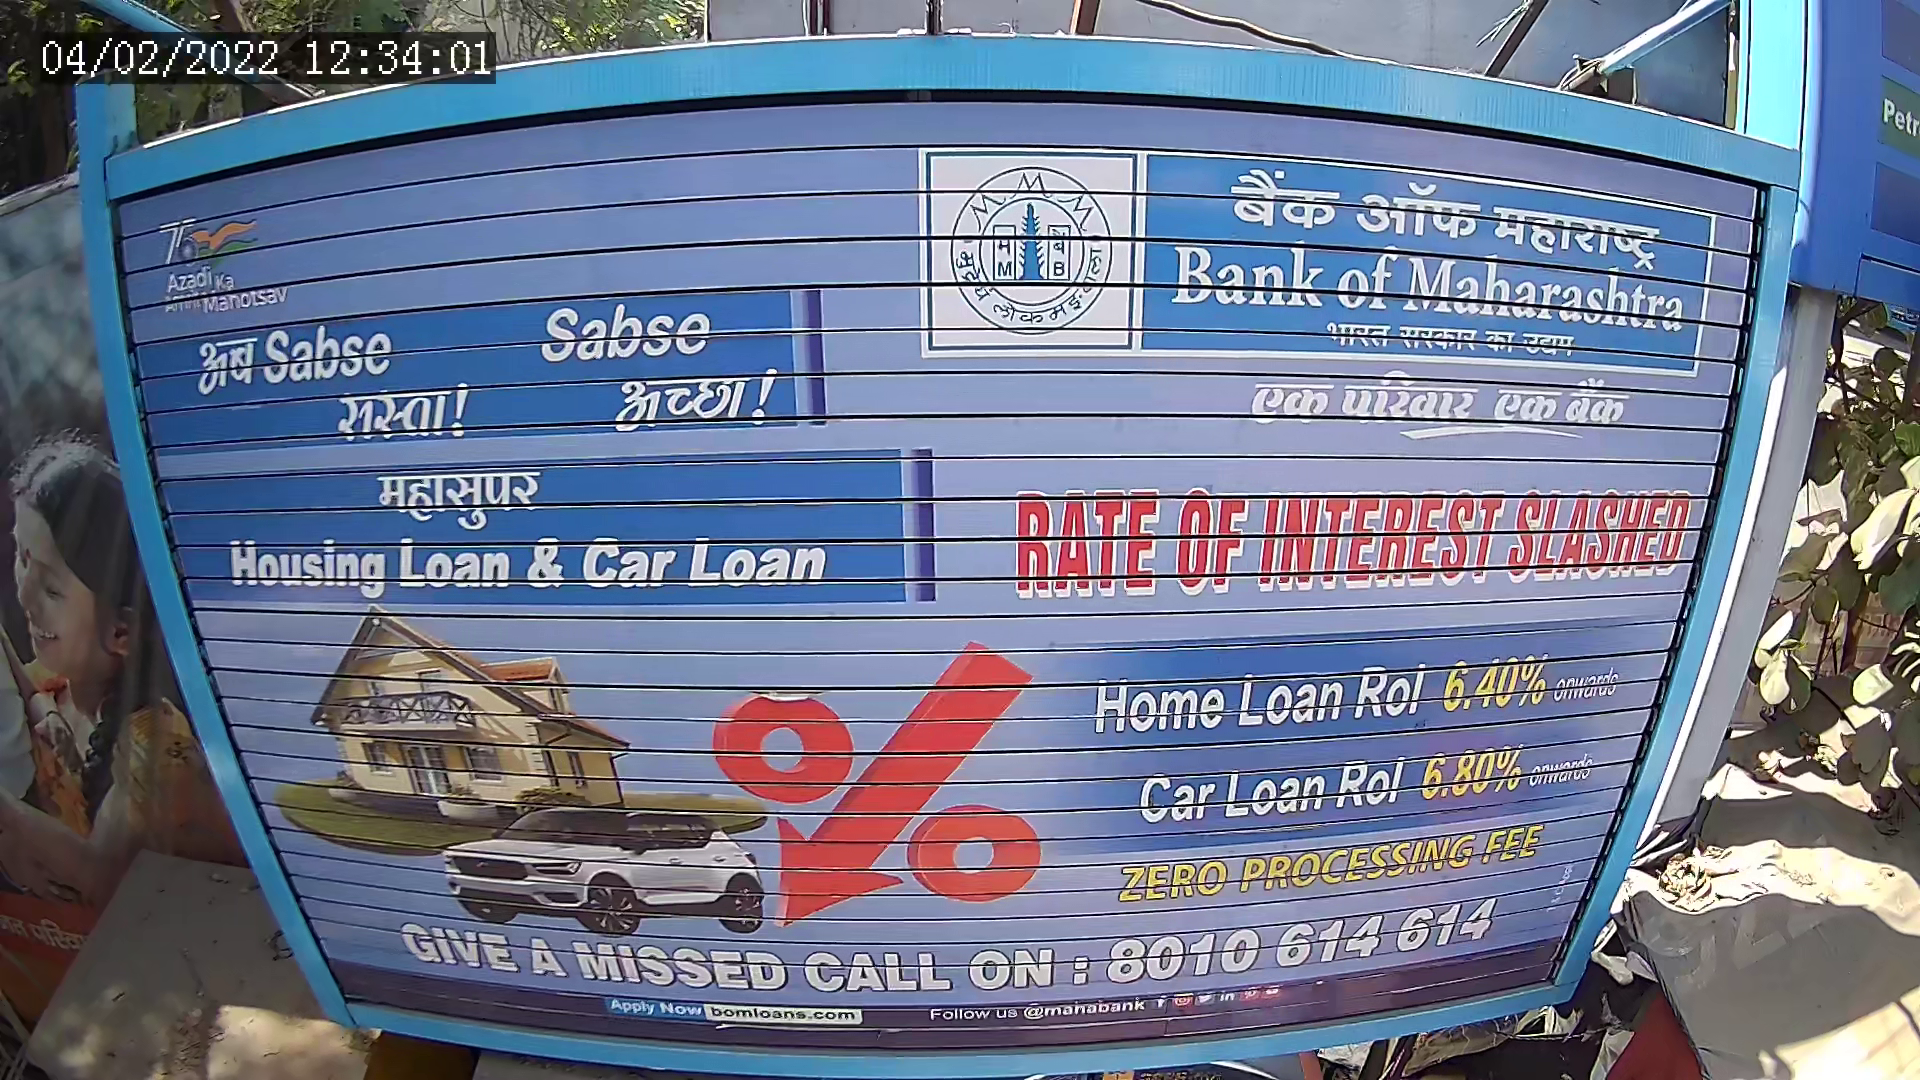 04/02/2022 12:34:01
Petr
75
Azadi Ka
Amrit Mahotsav
बैंक ऑफ महाराष्ट्र
Bank of Maharashtra
भारत सरकार का उद्यम
एक परिवार एक बैंक
अब Sabse
सस्ता!
Sabse
अच्छा!
महासुपर
Housing Loan & Car Loan
RATE OF INTEREST SLASHED
Home Loan RoI 6.40% onwards
Car Loan RoI 6.80% onwards
ZERO PROCESSING FEE
GIVE A MISSED CALL ON : 8010 614 614
Apply Now bomloans.com
Follow us @mahabank